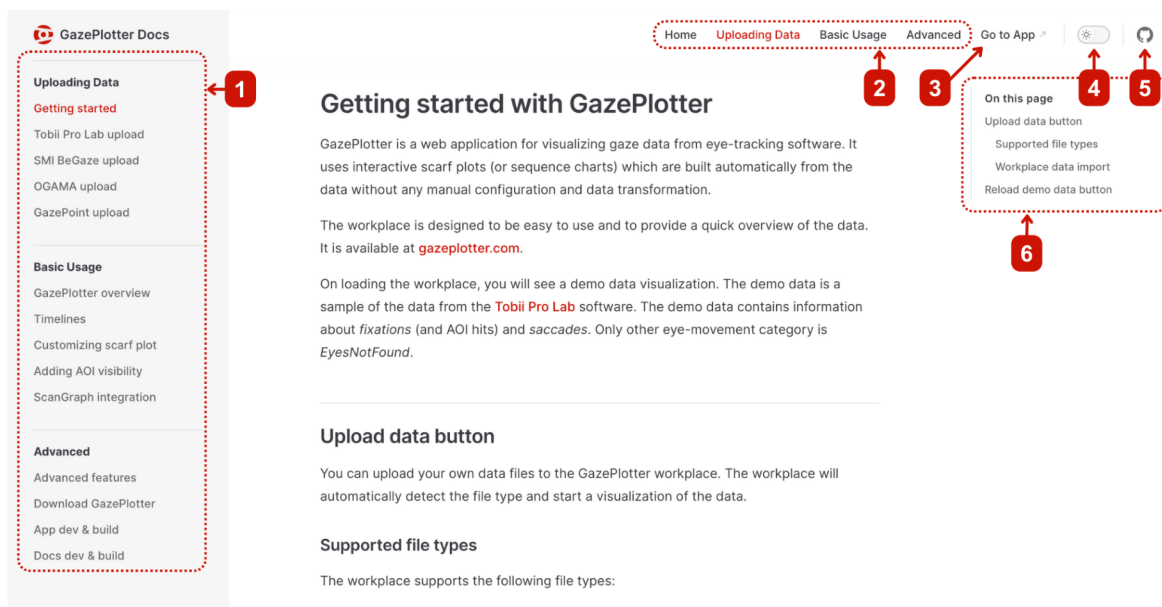 GazePlotter Docs
Home Uploading Data Basic Usage Advanced Go to App
1
2
3
4
5
Uploading Data
Getting started
Tobii Pro Lab upload
SMI BeGaze upload
OGAMA upload
GazePoint upload
Basic Usage
GazePlotter overview
Timelines
Customizing scarf plot
Adding AOI visibility
ScanGraph integration
Advanced
Advanced features
Download GazePlotter
App dev & build
Docs dev & build
Getting started with GazePlotter
GazePlotter is a web application for visualizing gaze data from eye-tracking software. It
uses interactive scarf plots (or sequence charts) which are built automatically from the
data without any manual configuration and data transformation.
The workplace is designed to be easy to use and to provide a quick overview of the data.
It is available at gazeplotter.com.
On loading the workplace, you will see a demo data visualization. The demo data is a
sample of the data from the Tobii Pro Lab software. The demo data contains information
about fixations (and AOI hits) and saccades. Only other eye-movement category is
EyesNotFound.
Upload data button
You can upload your own data files to the GazePlotter workplace. The workplace will
automatically detect the file type and start a visualization of the data.
Supported file types
The workplace supports the following file types:
On this page
Upload data button
Supported file types
Workplace data import
Reload demo data button
6